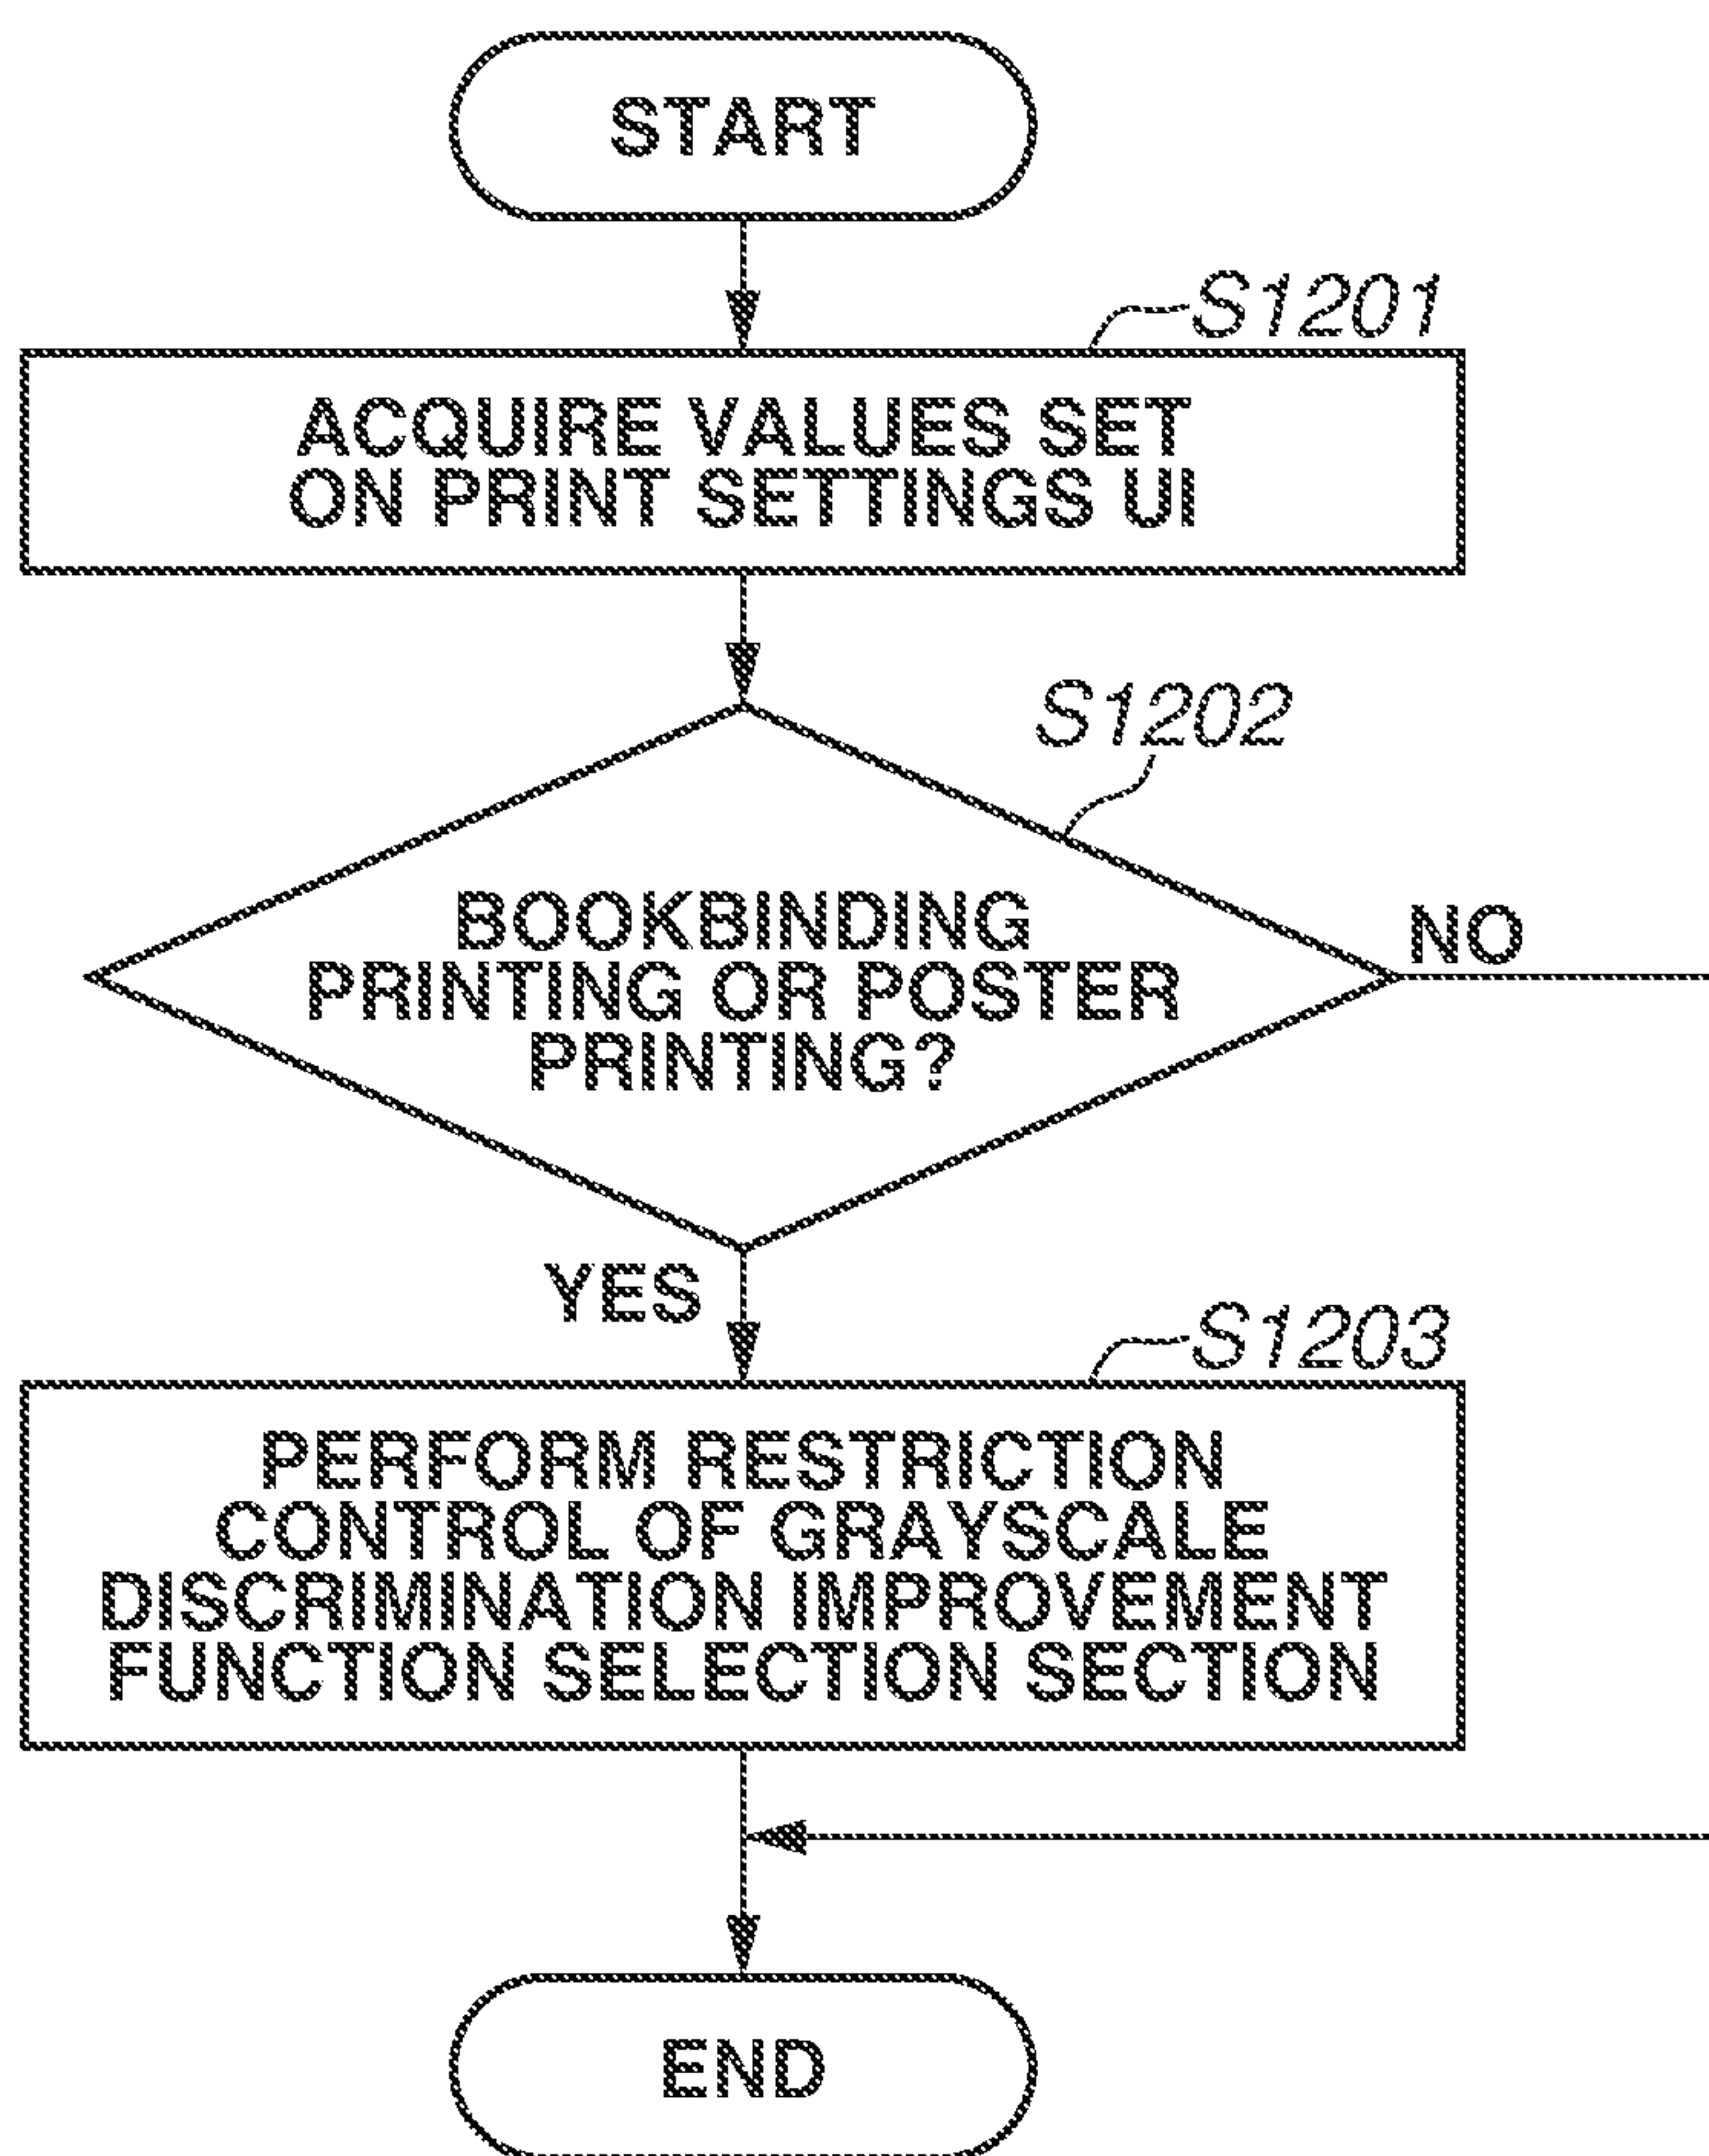 START
S1201
ACQUIRE VALUES SET
ON PRINT SETTINGS UI
S1202
BOOKBINDING
PRINTING OR POSTER
PRINTING?
NO
YES
S1203
PERFORM RESTRICTION
CONTROL OF GRAYSCALE
DISCRIMINATION IMPROVEMENT
FUNCTION SELECTION SECTION
END